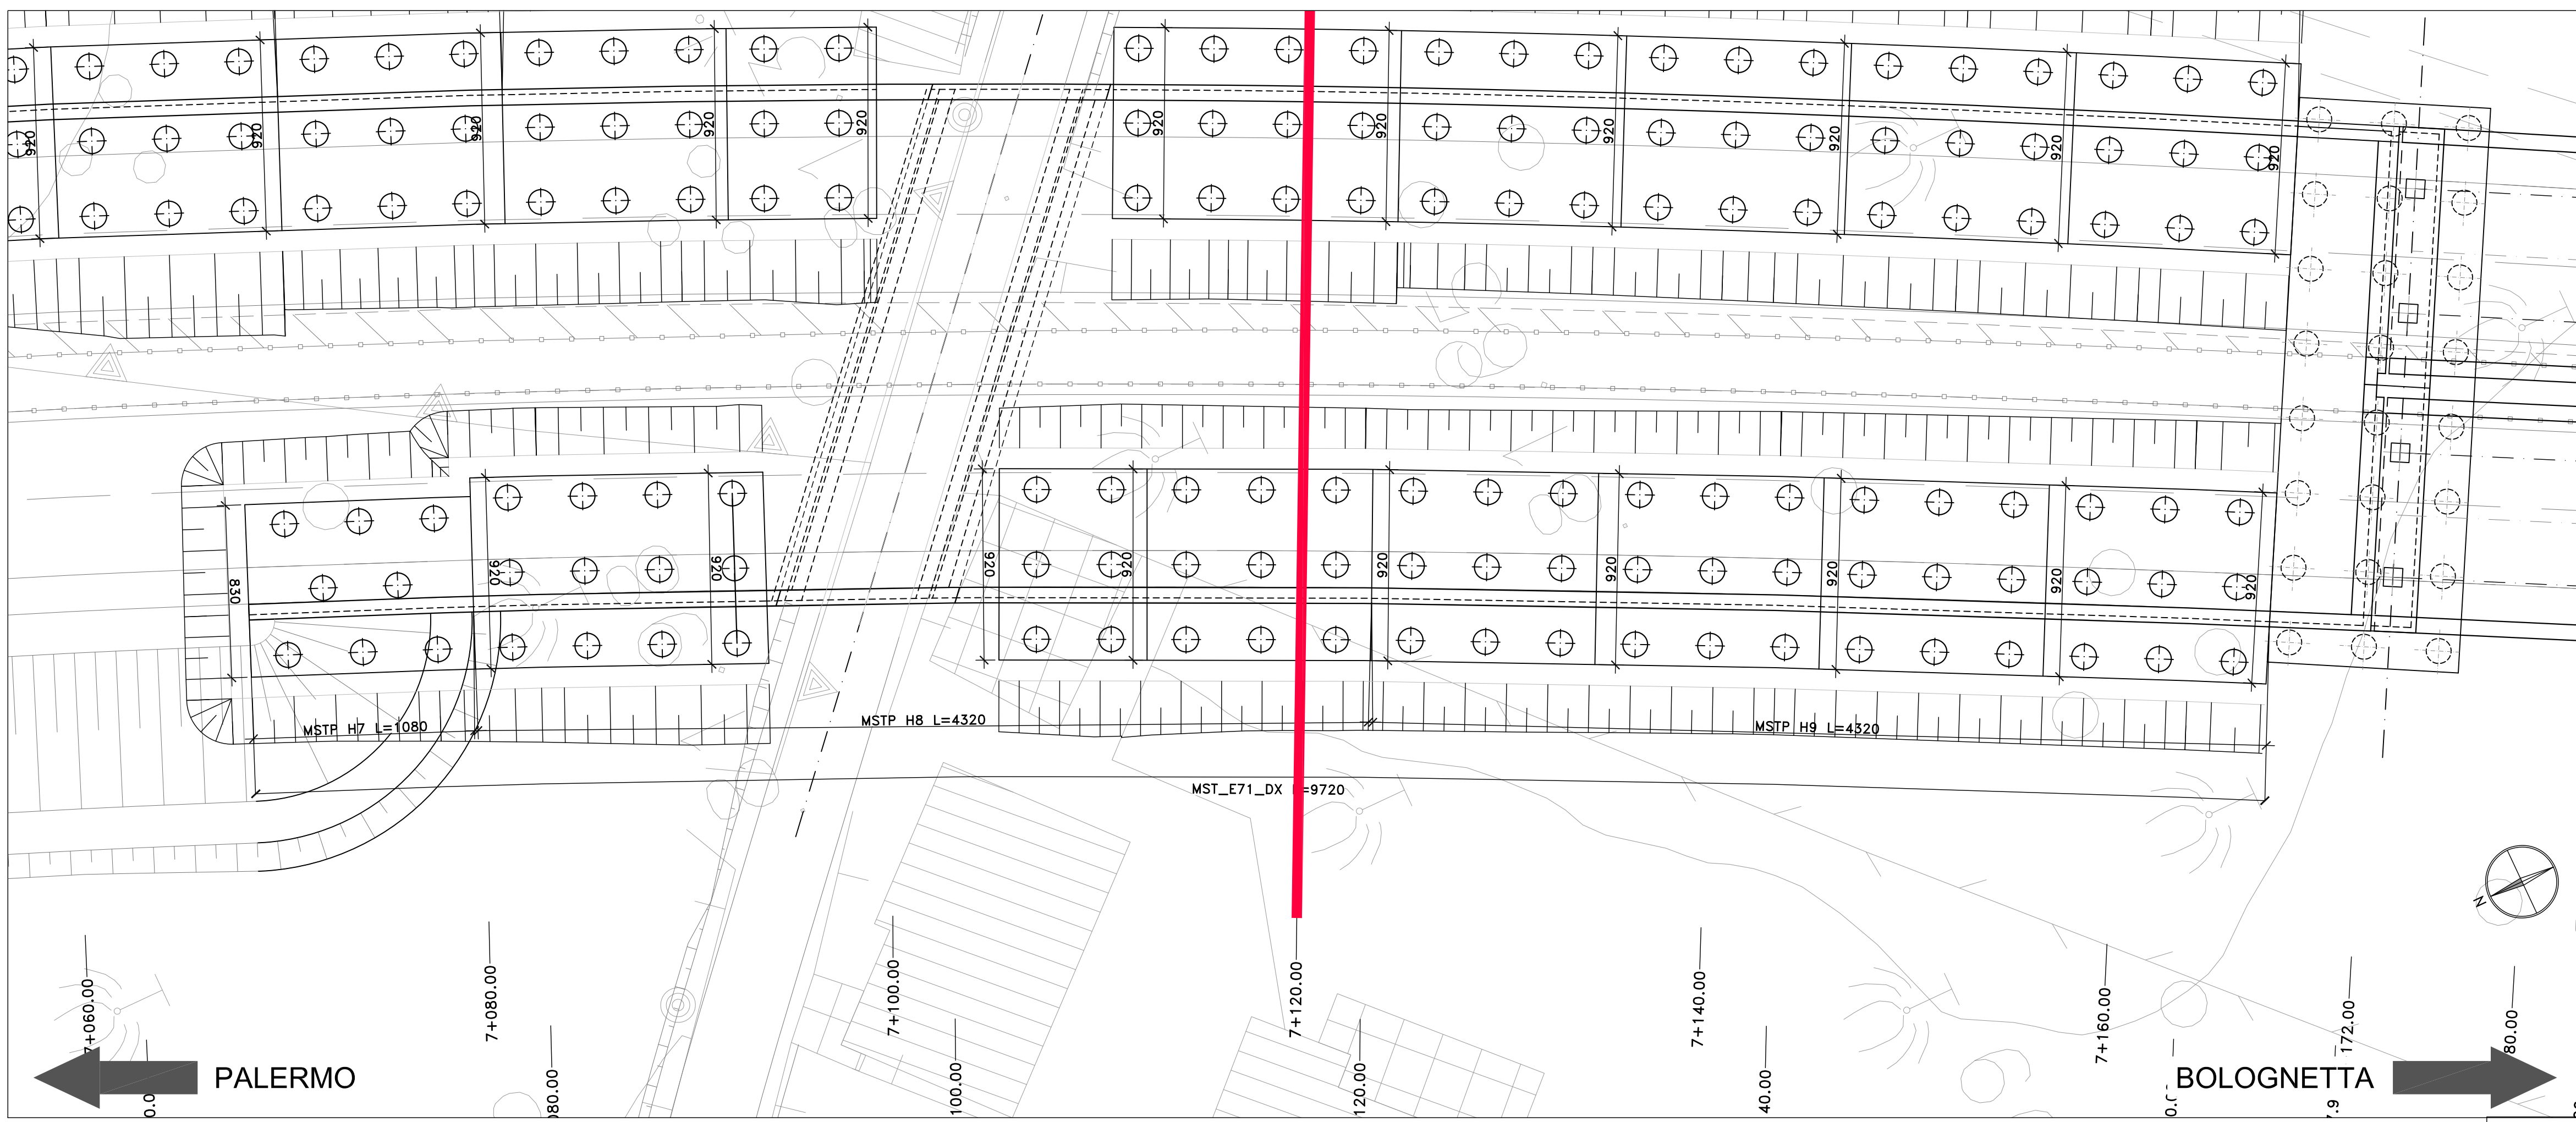 920 920 920 920 920 920 920 920 920 920 920
830 920 920 920 920 920 920 920 920 920
MSTP H7 L=1080 MSTP H8 L=4320 MSTP H9 L=4320
MST_E71_DX L=9720
N
7+060.00 7+080.00 7+100.00 7+120.00 7+140.00 7+160.00 172.00 80.00
080.00 100.00 120.00 40.00
PALERMO BOLOGNETTA